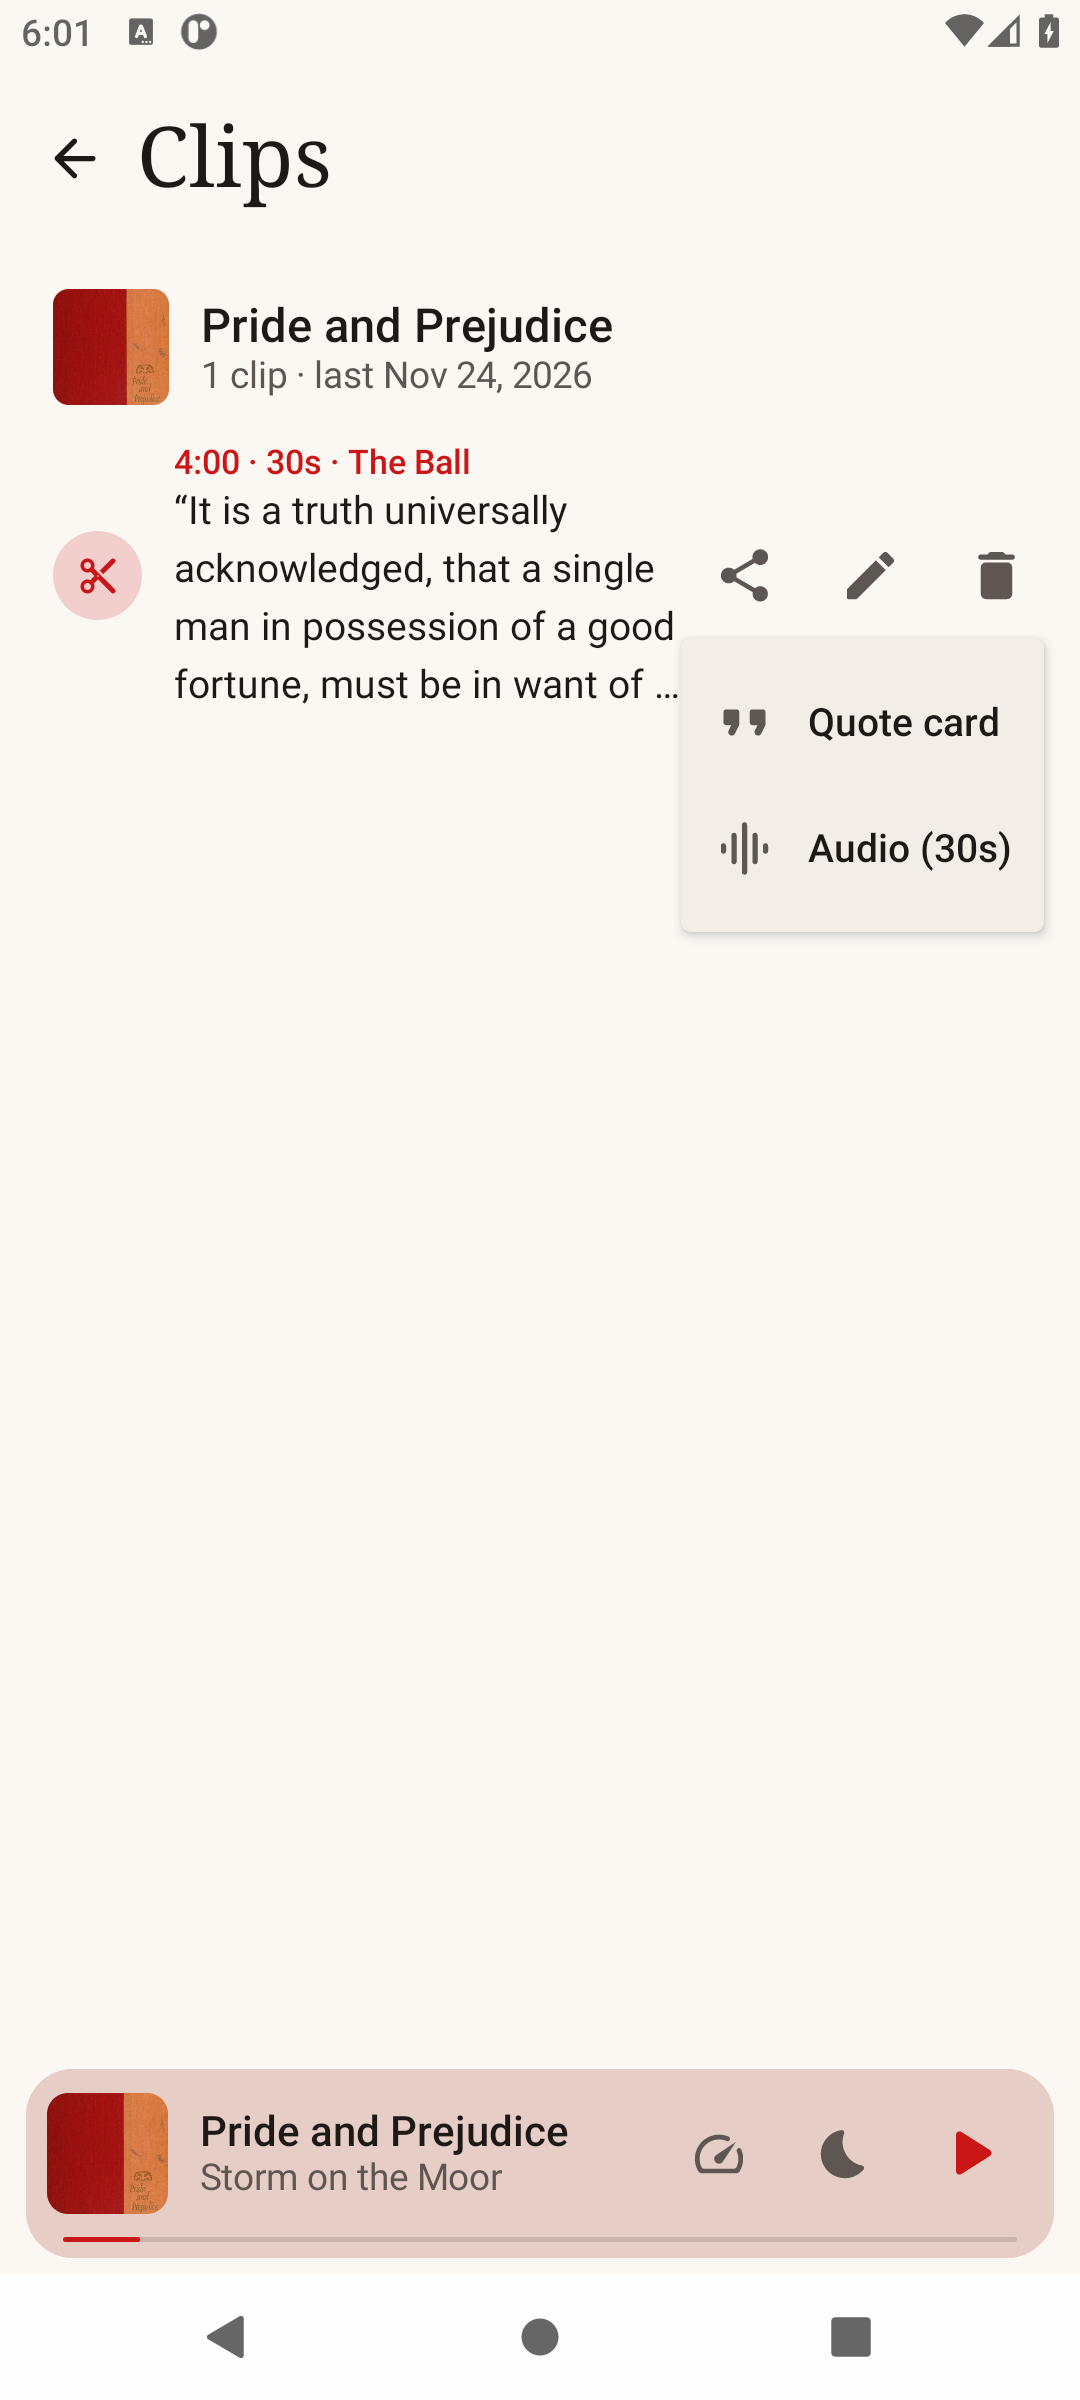 6:01
Clips
Pride and Prejudice
1 clip · last Nov 24, 2026
4:00 · 30s · The Ball
“It is a truth universally
acknowledged, that a single
man in possession of a good
fortune, must be in want of …
Quote card
Audio (30s)
Pride and Prejudice
Storm on the Moor